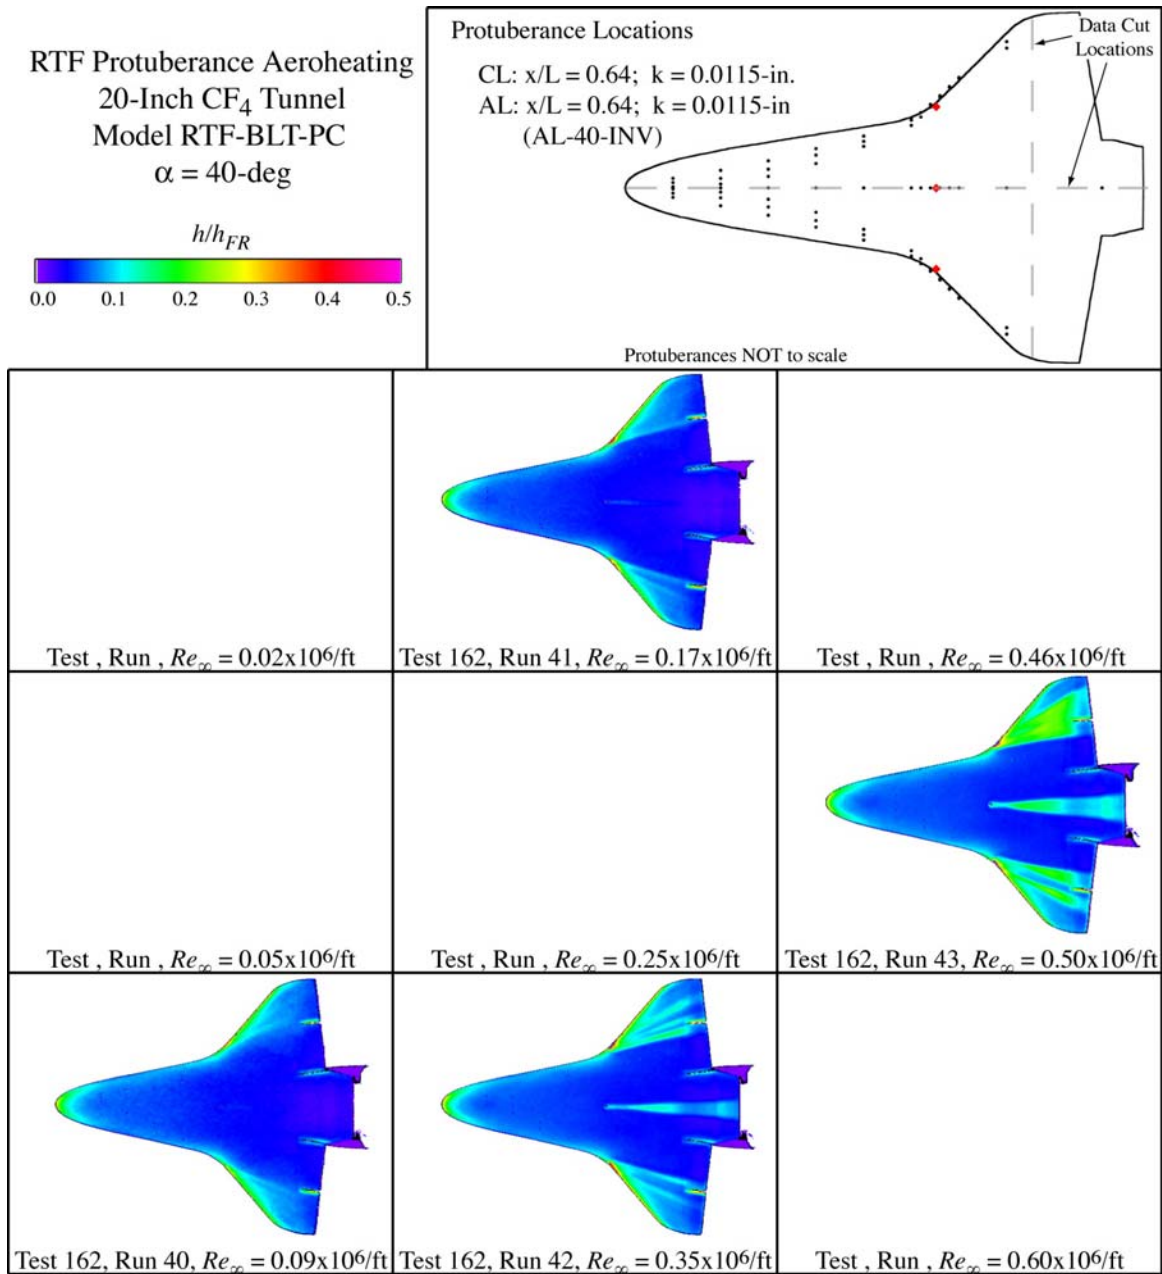 RTF Protuberance Aeroheating
20-Inch CF₄ Tunnel
Model RTF-BLT-PC
α = 40-deg
h/h_FR
0.0 0.1 0.2 0.3 0.4 0.5
Protuberance Locations
CL: x/L = 0.64; k = 0.0115-in.
AL: x/L = 0.64; k = 0.0115-in
(AL-40-INV)
Data Cut
Locations
Protuberances NOT to scale
Test , Run , Re∞ = 0.02x10⁶/ft
Test 162, Run 41, Re∞ = 0.17x10⁶/ft
Test , Run , Re∞ = 0.46x10⁶/ft
Test , Run , Re∞ = 0.05x10⁶/ft
Test , Run , Re∞ = 0.25x10⁶/ft
Test 162, Run 43, Re∞ = 0.50x10⁶/ft
Test 162, Run 40, Re∞ = 0.09x10⁶/ft
Test 162, Run 42, Re∞ = 0.35x10⁶/ft
Test , Run , Re∞ = 0.60x10⁶/ft